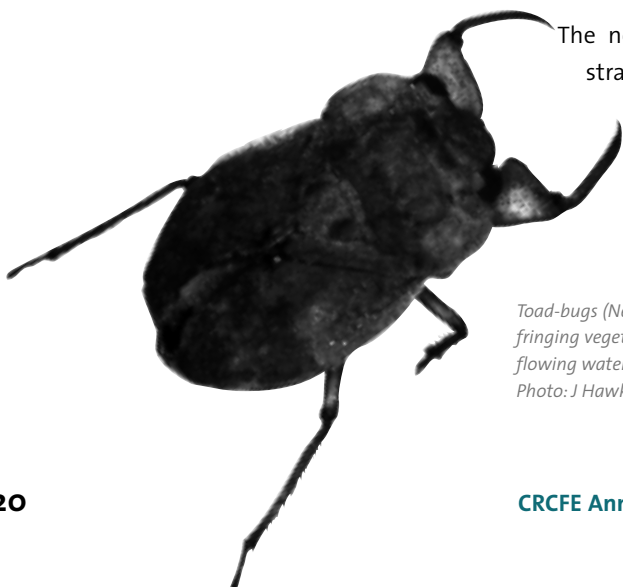 The n
stra
Toad-bugs (N
fringing veget
flowing water
Photo: J Hawk
20
CRCFE Ann